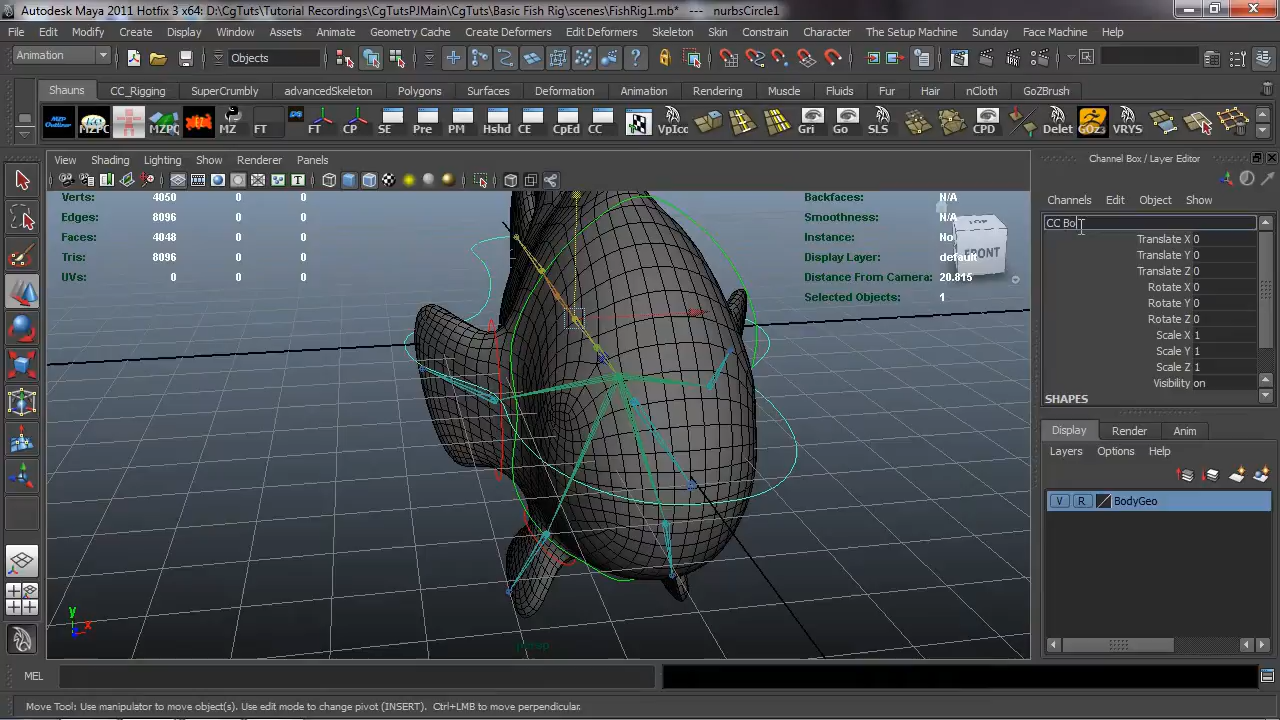 Autodesk Maya 2011 Hotfix 3 x64: D:\CgTuts\Tutorial Recordings\CgTutsPJMain\CgTuts\Basic Fish Rig\scenes\FishRig1.mb* --- nurbsCircle1
File Edit Modify Create Display Window Assets Animate Geometry Cache Create Deformers Edit Deformers Skeleton Skin Constrain Character The Setup Machine Sunday Face Machine Help
Animation Objects
Shauns CC_Rigging SuperCrumbly advancedSkeleton Polygons Surfaces Deformation Animation Rendering Muscle Fluids Fur Hair nCloth GoZBrush
MZPC MZPC MZ FT FT CP SE Pre PM Hshd CE CpEd CC VpIcc Gri Go SLS CPD Delet GOZ3 VRYS
View Shading Lighting Show Renderer Panels
Channel Box / Layer Editor
Channels Edit Object Show
Verts: 4050 0 0
Edges: 8096 0 0
Faces: 4048 0 0
Tris: 8096 0 0
UVs: 0 0 0
Backfaces: N/A
Smoothness: N/A
Instance: No
Display Layer: default
Distance From Camera: 20.815
Selected Objects: 1
TOP
FRONT
CC Bo
Translate X 0
Translate Y 0
Translate Z 0
Rotate X 0
Rotate Y 0
Rotate Z 0
Scale X 1
Scale Y 1
Scale Z 1
Visibility on
SHAPES
Display Render Anim
Layers Options Help
V R BodyGeo
y
x
z
persp
MEL
Move Tool: Use manipulator to move object(s). Use edit mode to change pivot (INSERT). Ctrl+LMB to move perpendicular.